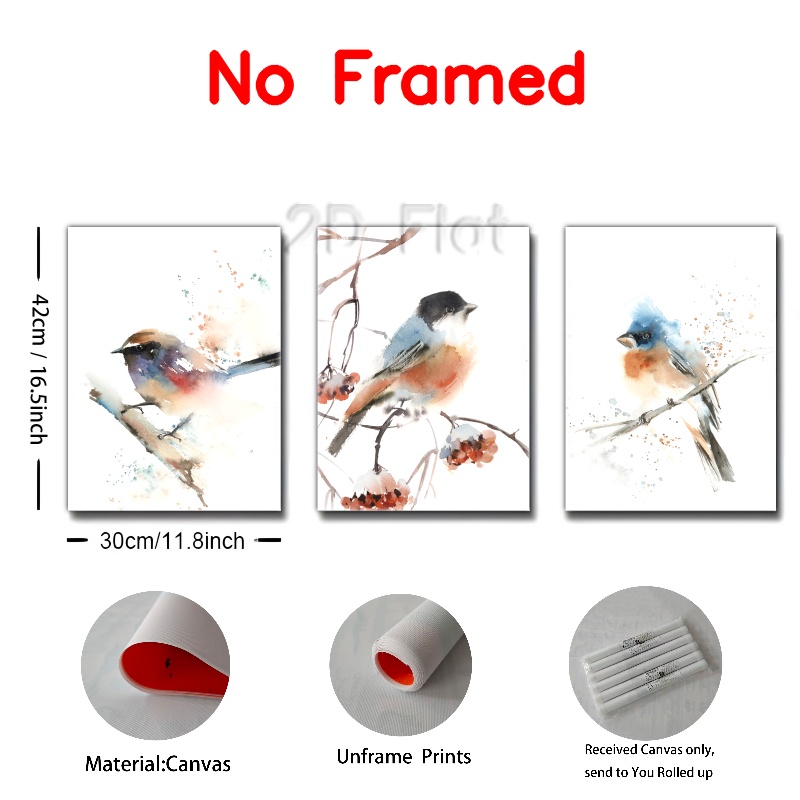 No Framed
2D Flat
42cm / 16.5inch
30cm/11.8inch
Material:Canvas
Unframe Prints
Received Canvas only,
send to You Rolled up